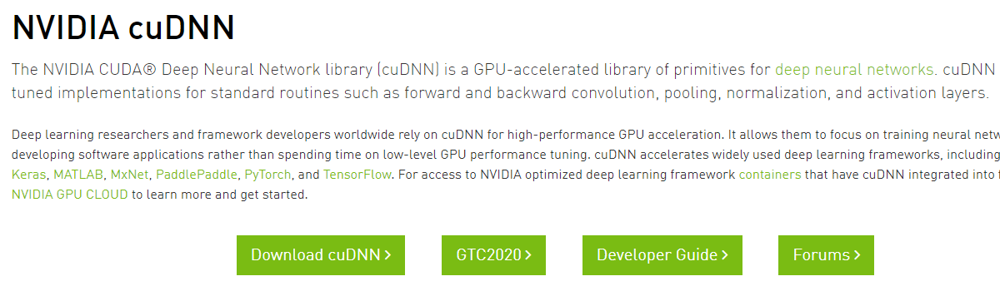 NVIDIA cuDNN
The NVIDIA CUDA® Deep Neural Network library (cuDNN) is a GPU-accelerated library of primitives for deep neural networks. cuDNN
tuned implementations for standard routines such as forward and backward convolution, pooling, normalization, and activation layers.
Deep learning researchers and framework developers worldwide rely on cuDNN for high-performance GPU acceleration. It allows them to focus on training neural
developing software applications rather than spending time on low-level GPU performance tuning. cuDNN accelerates widely used deep learning frameworks, including
Keras, MATLAB, MxNet, PaddlePaddle, PyTorch, and TensorFlow. For access to NVIDIA optimized deep learning framework containers that have cuDNN integrated into
NVIDIA GPU CLOUD to learn more and get started.
Download cuDNN > GTC2020 > Developer Guide > Forums >